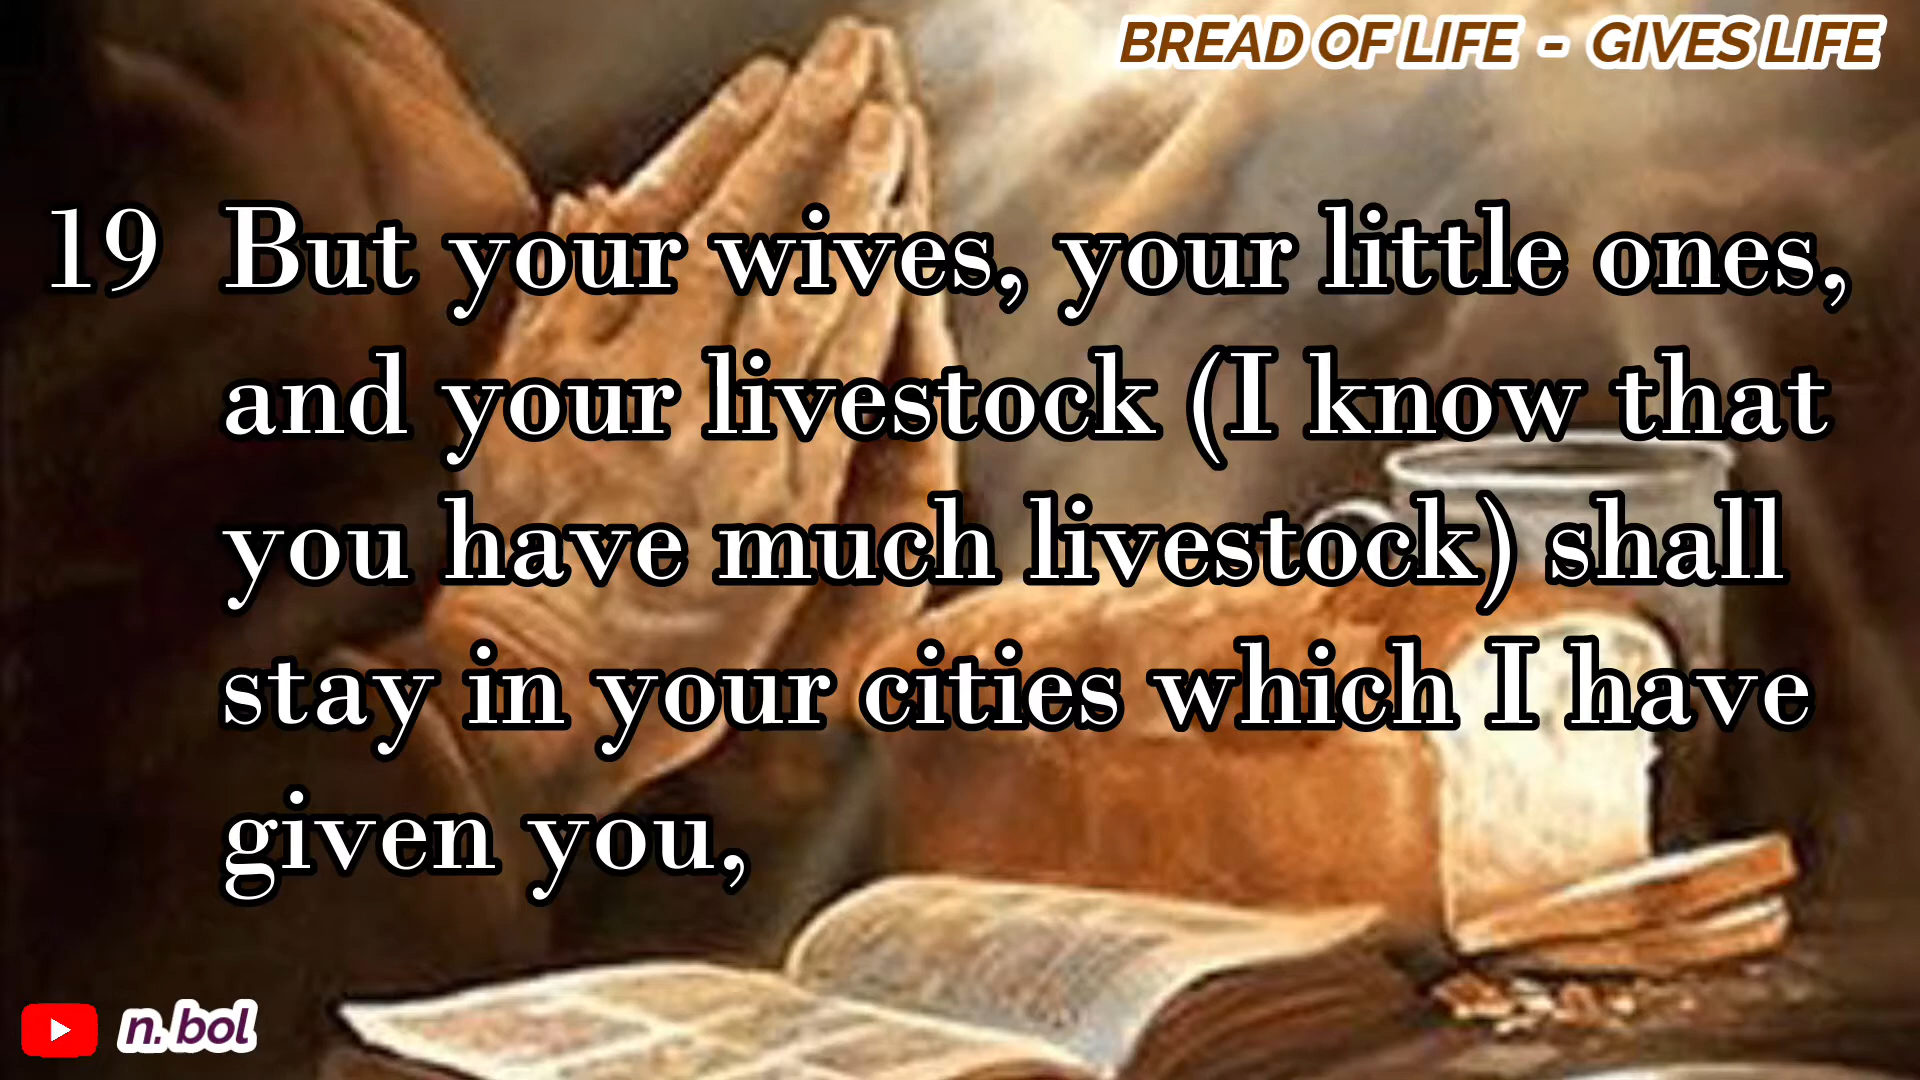 BREAD OF LIFE - GIVES LIFE
19 But your wives, your little ones,
and your livestock (I know that
you have much livestock) shall
stay in your cities which I have
given you,
n. bol